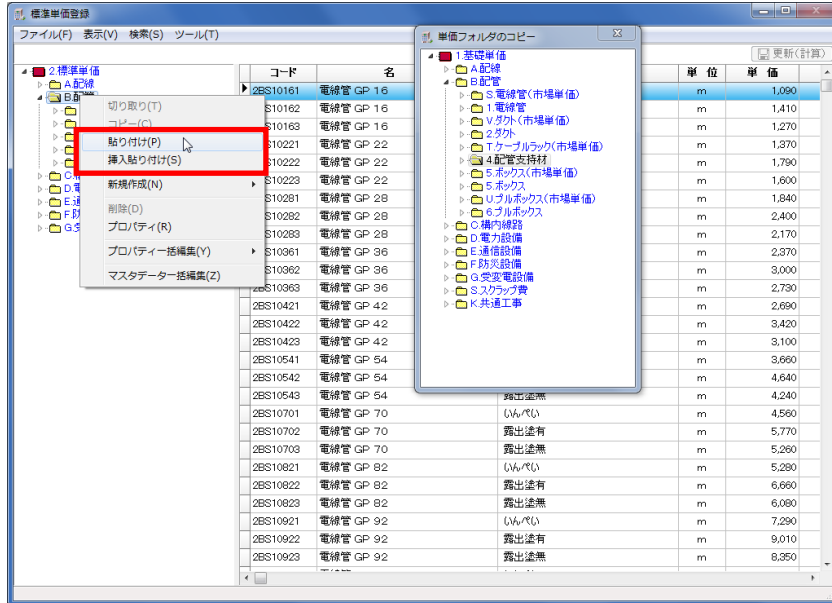 標準単価登録
ファイル(F) 表示(V) 検索(S) ツール(T)
更新(計算)
2.標準単価
A.配線
B.配管
切り取り(T)
コピー(C)
貼り付け(P)
挿入貼り付け(S)
新規作成(N)
削除(D)
プロパティ(R)
プロパティ一括編集(Y)
マスタデーター括編集(Z)
単価フォルダのコピー
1.基礎単価
A.配線
B.配管
S.電線管(市場単価)
1.電線管
V.ダクト(市場単価)
2.ダクト
T.ケーブルラック(市場単価)
4.配管支持材
5.ボックス(市場単価)
5.ボックス
U.プルボックス(市場単価)
6.プルボックス
C.構内線路
D.電力設備
E.通信設備
F.防災設備
G.受変電設備
S.スクラップ費
K.共通工事
コード 名 単 位 単 価
2BS10161 電線管 GP 16 m 1,090
S10162 電線管 GP 16 m 1,410
S10163 電線管 GP 16 m 1,270
S10221 電線管 GP 22 m 1,370
S10222 電線管 GP 22 m 1,790
S10223 電線管 GP 22 m 1,600
S10281 電線管 GP 28 m 1,840
S10282 電線管 GP 28 m 2,400
S10283 電線管 GP 28 m 2,170
S10361 電線管 GP 36 m 2,370
S10362 電線管 GP 36 m 3,000
S10363 電線管 GP 36 m 2,730
2BS10421 電線管 GP 42 m 2,690
2BS10422 電線管 GP 42 m 3,420
2BS10423 電線管 GP 42 m 3,100
2BS10541 電線管 GP 54 m 3,660
2BS10542 電線管 GP 54 m 4,640
2BS10543 電線管 GP 54 露出塗無 m 4,240
2BS10701 電線管 GP 70 いんぺい m 4,560
2BS10702 電線管 GP 70 露出塗有 m 5,770
2BS10703 電線管 GP 70 露出塗無 m 5,260
2BS10821 電線管 GP 82 いんぺい m 5,280
2BS10822 電線管 GP 82 露出塗有 m 6,660
2BS10823 電線管 GP 82 露出塗無 m 6,080
2BS10921 電線管 GP 92 いんぺい m 7,290
2BS10922 電線管 GP 92 露出塗有 m 9,010
2BS10923 電線管 GP 92 露出塗無 m 8,350